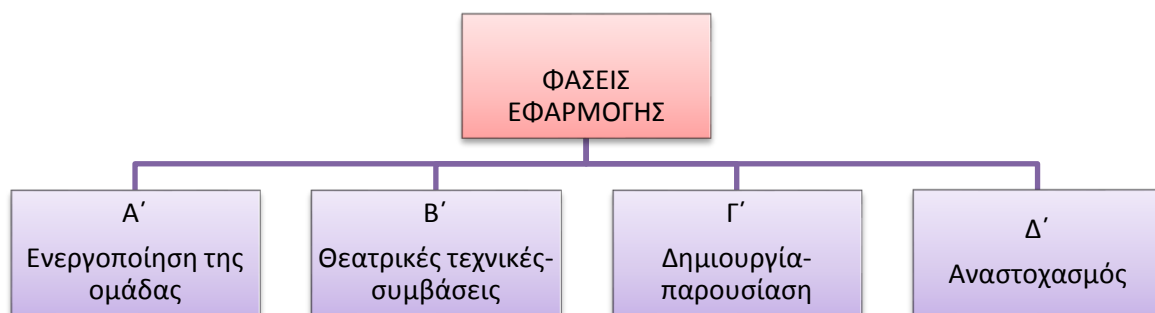 ΦΑΣΕΙΣ
ΕΦΑΡΜΟΓΗΣ
Α΄
Ενεργοποίηση της
ομάδας
Β΄
Θεατρικές τεχνικές-
συμβάσεις
Γ΄
Δημιουργία-
παρουσίαση
Δ΄
Αναστοχασμός